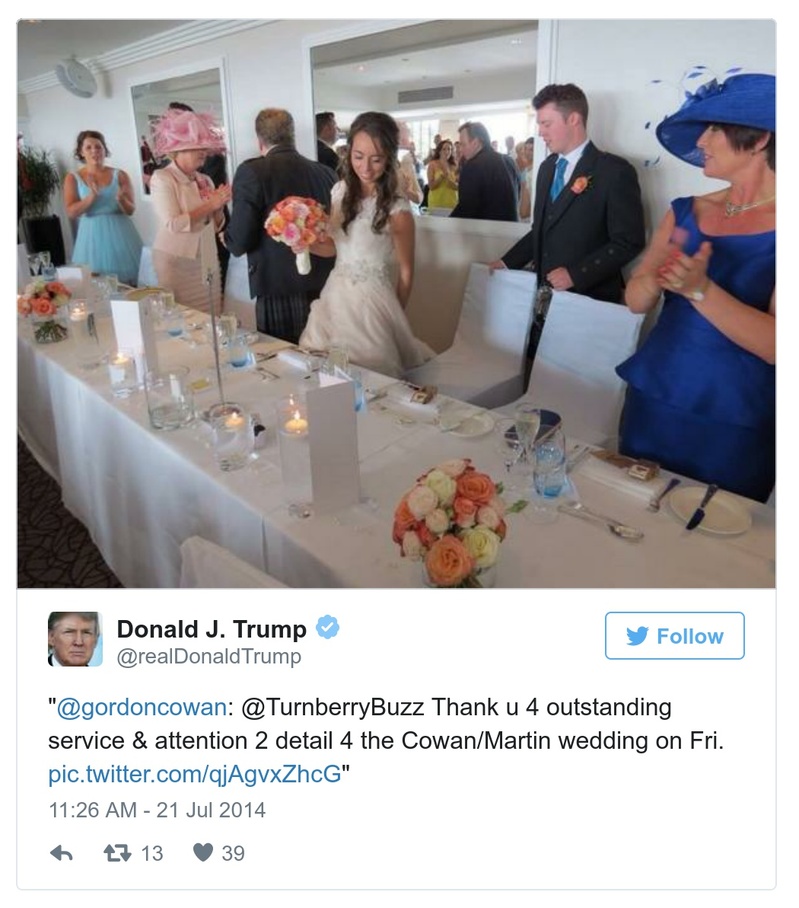 Donald J. Trump
@realDonaldTrump
Follow
"@gordoncowan: @TurnberryBuzz Thank u 4 outstanding
service & attention 2 detail 4 the Cowan/Martin wedding on Fri.
pic.twitter.com/qjAgvxZhcG"
11:26 AM - 21 Jul 2014
13
39